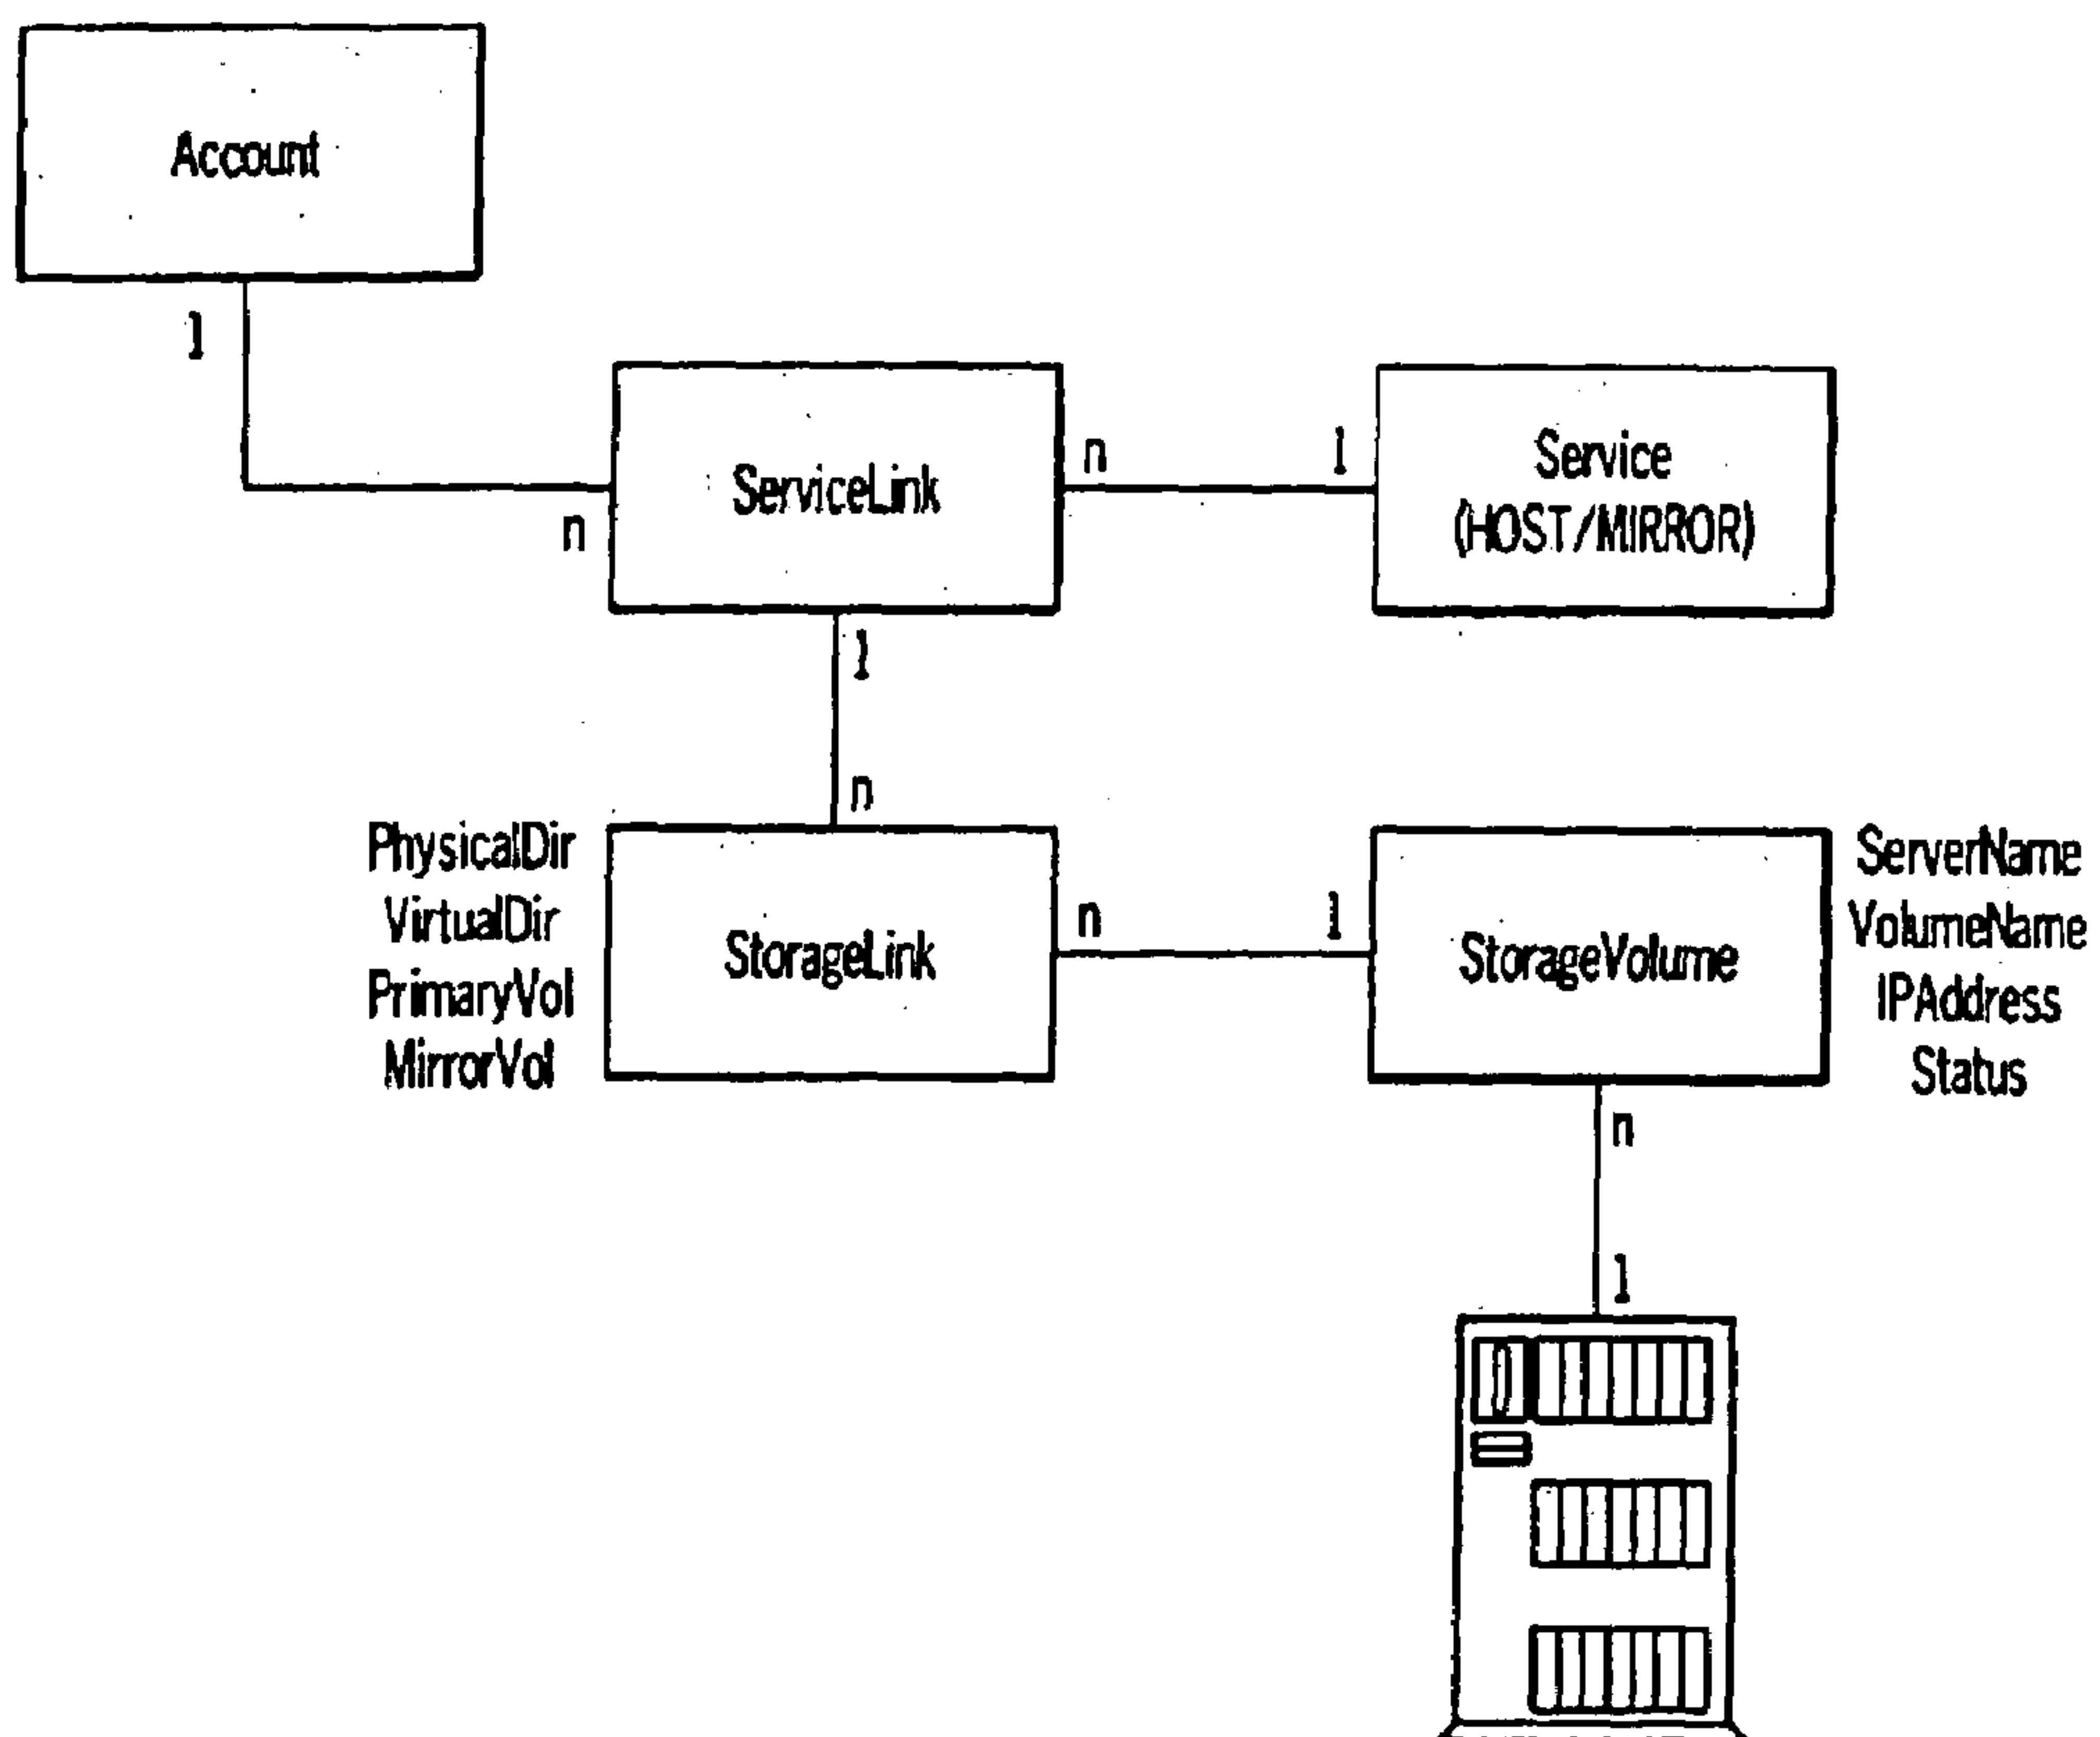 Account
1
n
ServiceLink
n
1
Service
(HOST/MIRROR)
1
n
PhysicalDir
VirtualDir
PrimaryVol
MirrorVol
StorageLink
n
1
StorageVolume
ServerName
VolumeName
IPAddress
Status
n
1